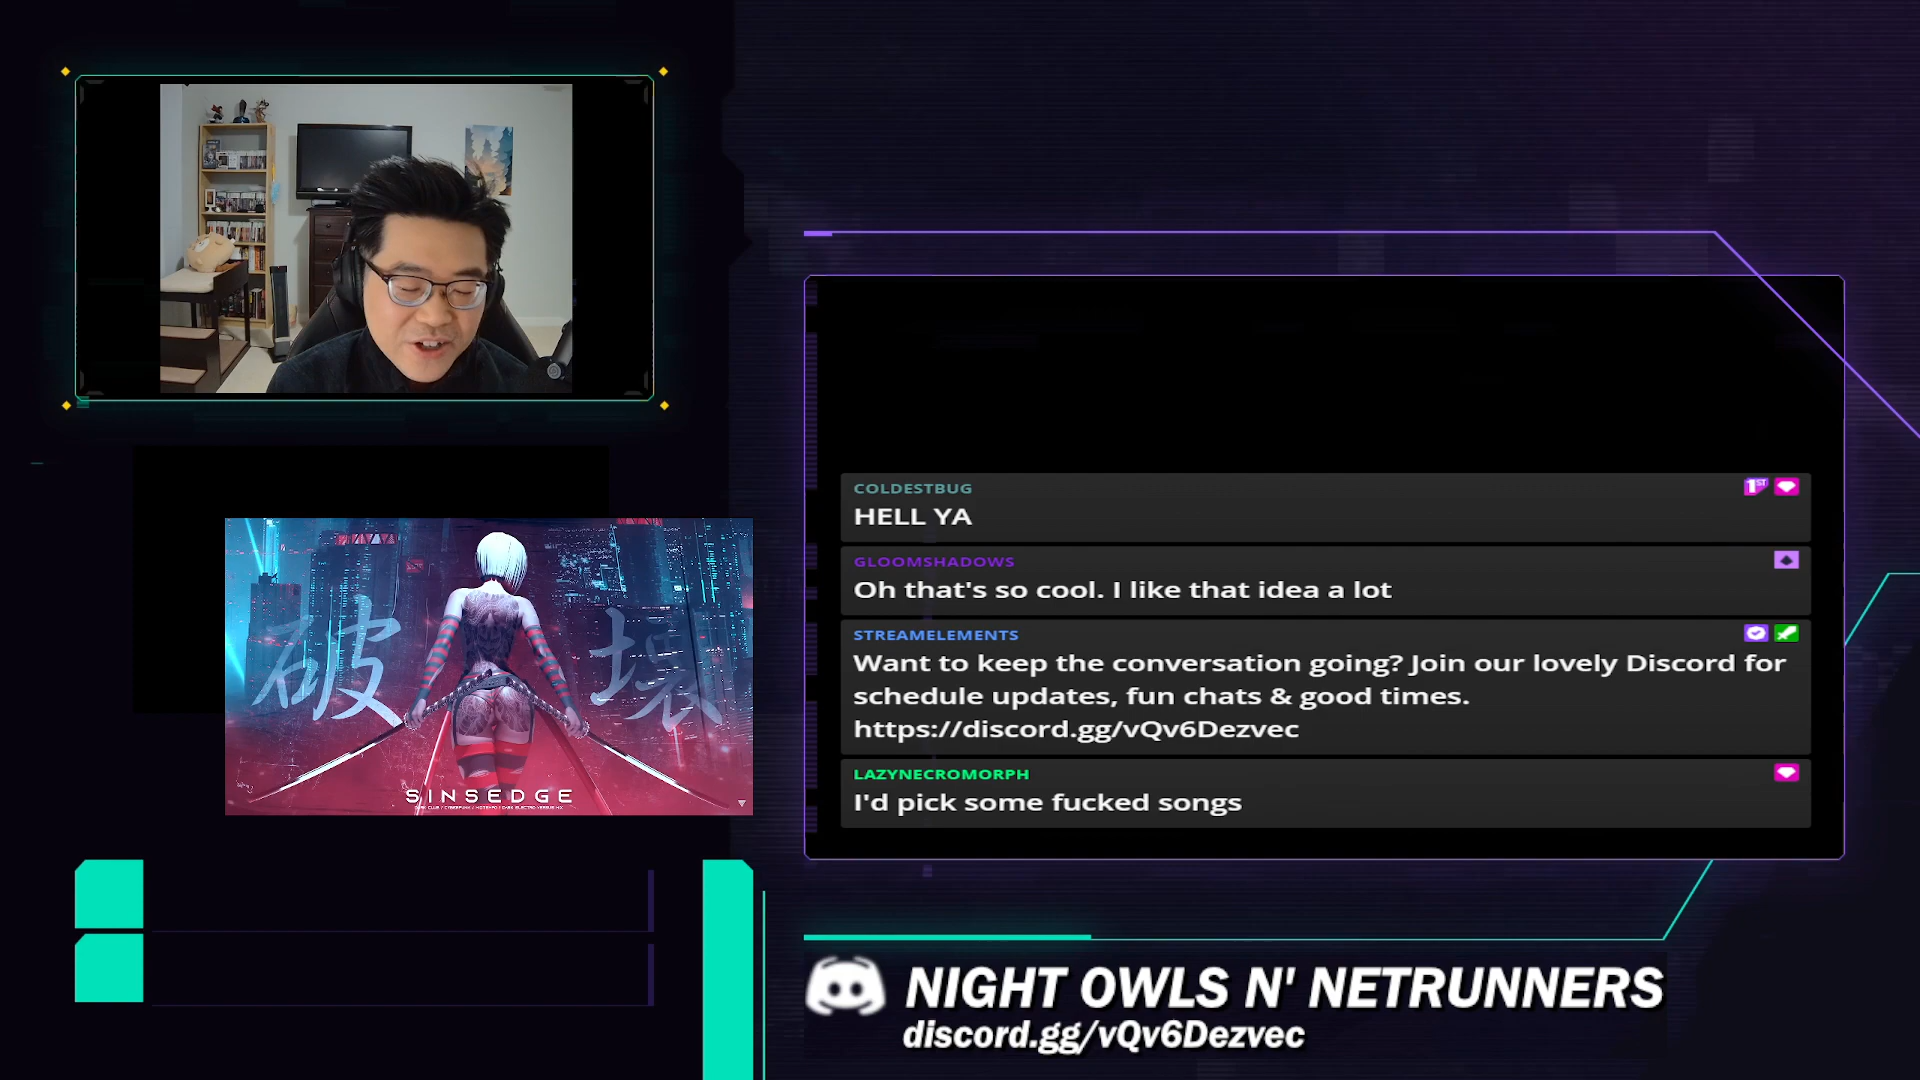 COLDESTBUG
HELL YA
GLOOMSHADOWS
Oh that's so cool. I like that idea a lot
STREAMELEMENTS
Want to keep the conversation going? Join our lovely Discord for
schedule updates, fun chats & good times.
https://discord.gg/vQv6Dezvec
LAZYNECROMORPH
I'd pick some fucked songs
破壊
SINSEDGE
NIGHT OWLS N' NETRUNNERS
discord.gg/vQv6Dezvec